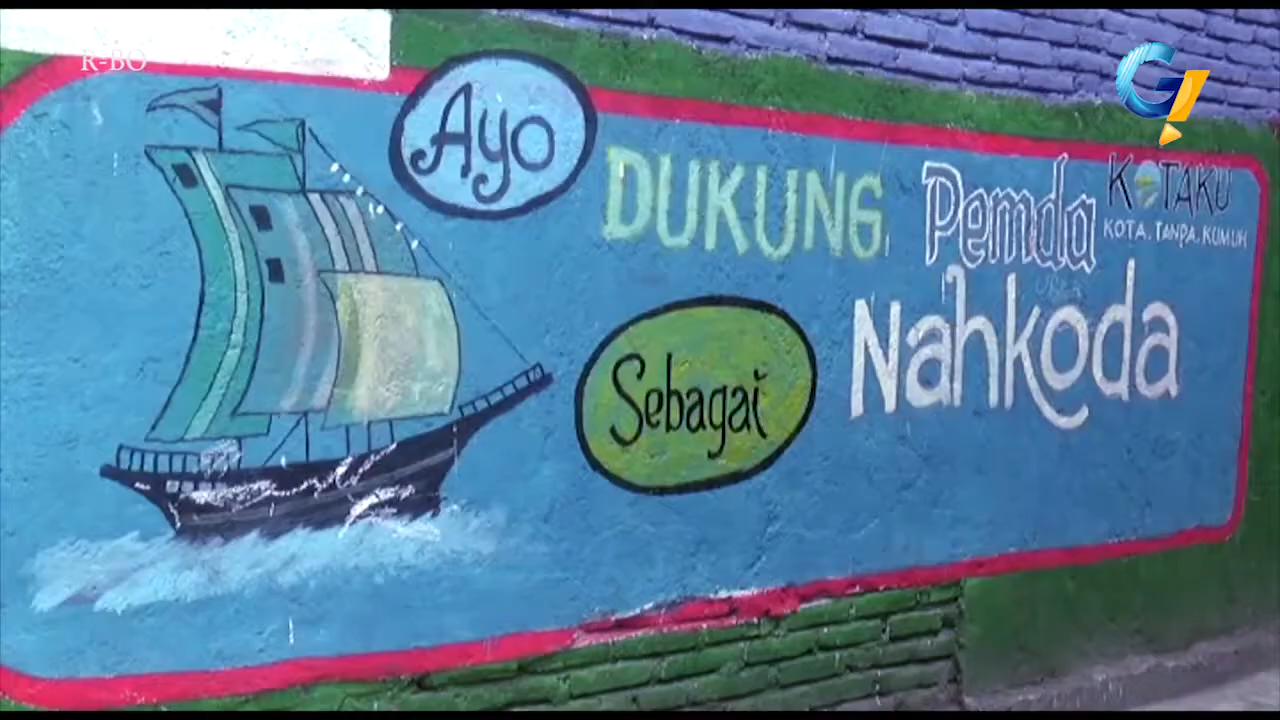 R-BO
G!
Ayo DUKUNG Pemda
KOTAKU
KOTA. TANPA. KUMUH
Sebagai Nahkoda